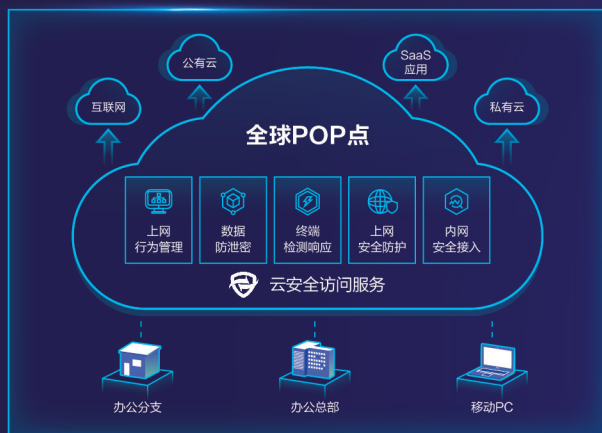 公有云
SaaS
应用
互联网
私有云
全球POP点
上网
行为管理
数据
防泄密
终端
检测响应
上网
安全防护
内网
安全接入
云安全访问服务
办公分支
办公总部
移动PC